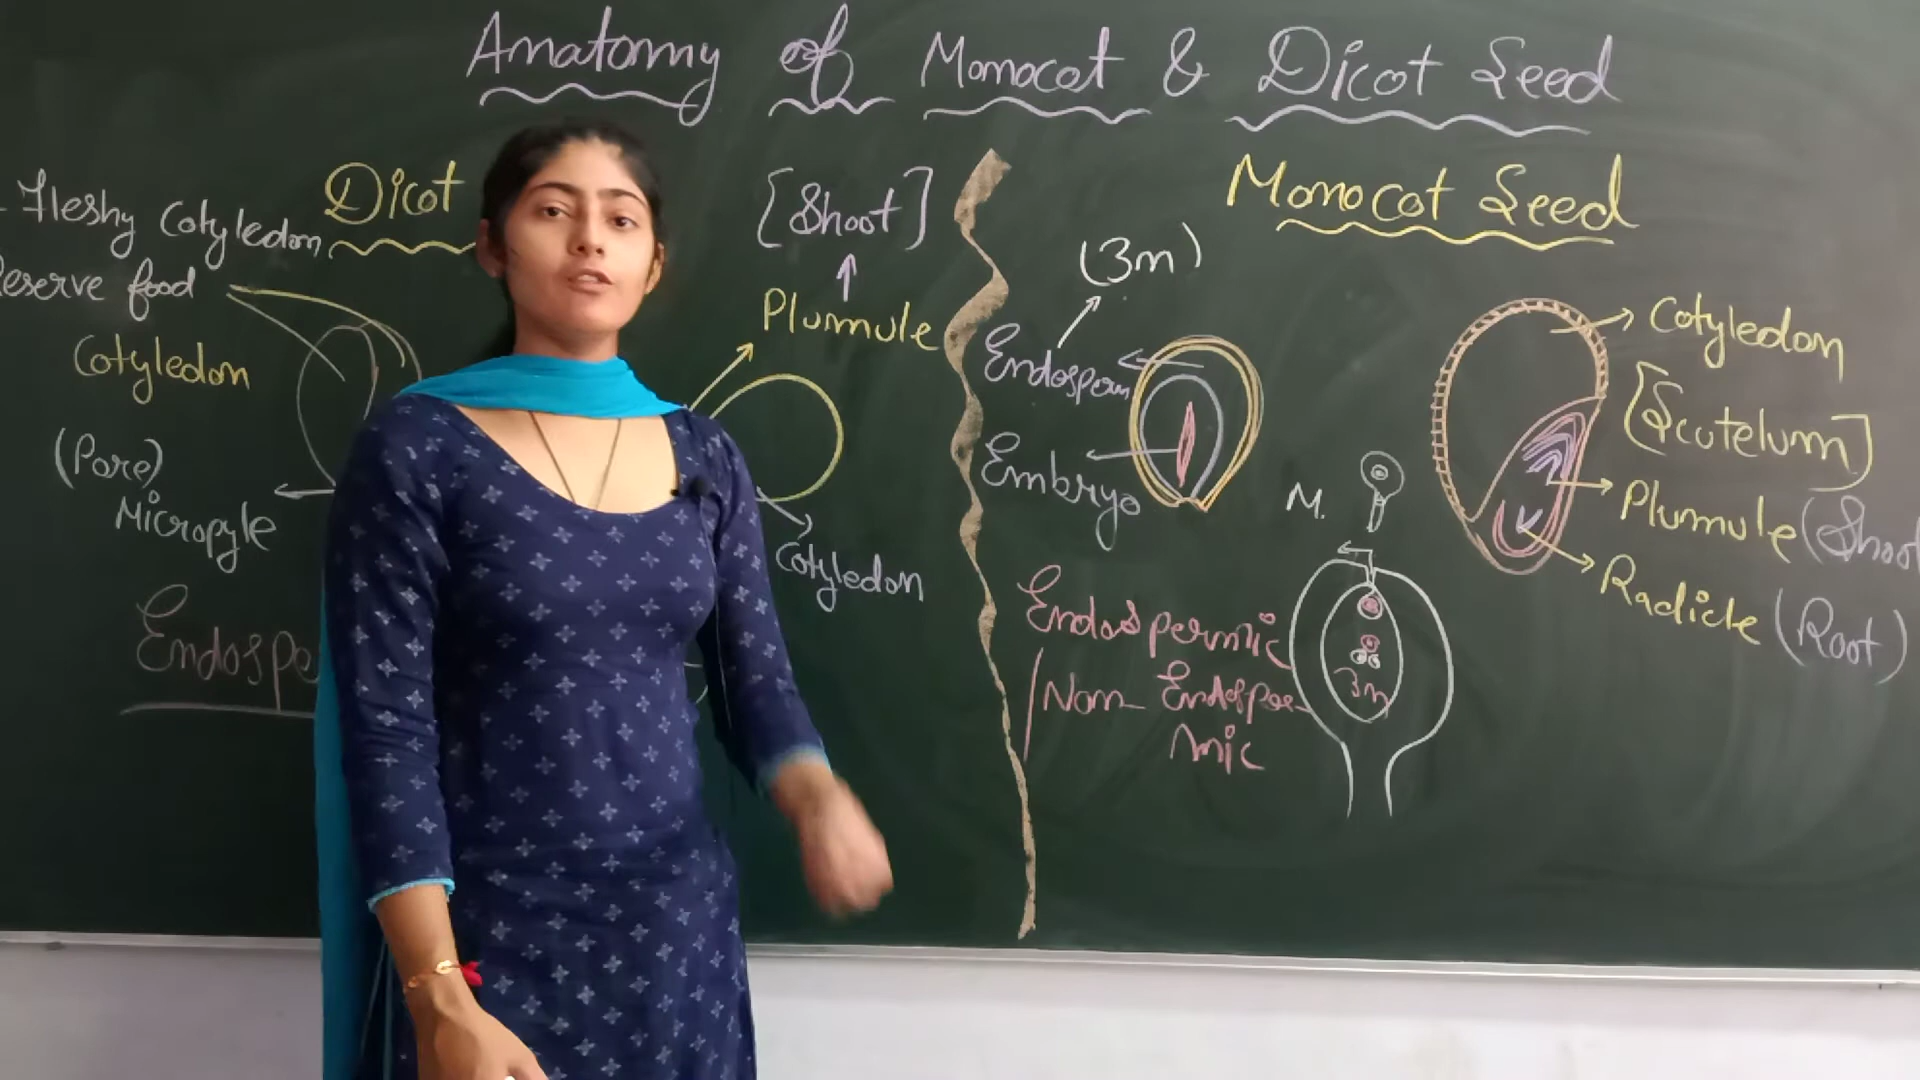 Anatomy of Monocot & Dicot Seed
Dicot
Fleshy Cotyledon
Reserve food
Cotyledon
(Pore)
Micropyle
Endospe
[Shoot]
Plumule
Cotyledon
Monocot Seed
(3n)
Endosperm
Embryo
M.
3n
Endospermic
/Non-Endosper
mic
Cotyledon
[Scutelum]
Plumule (Shoot
Radicle (Root)